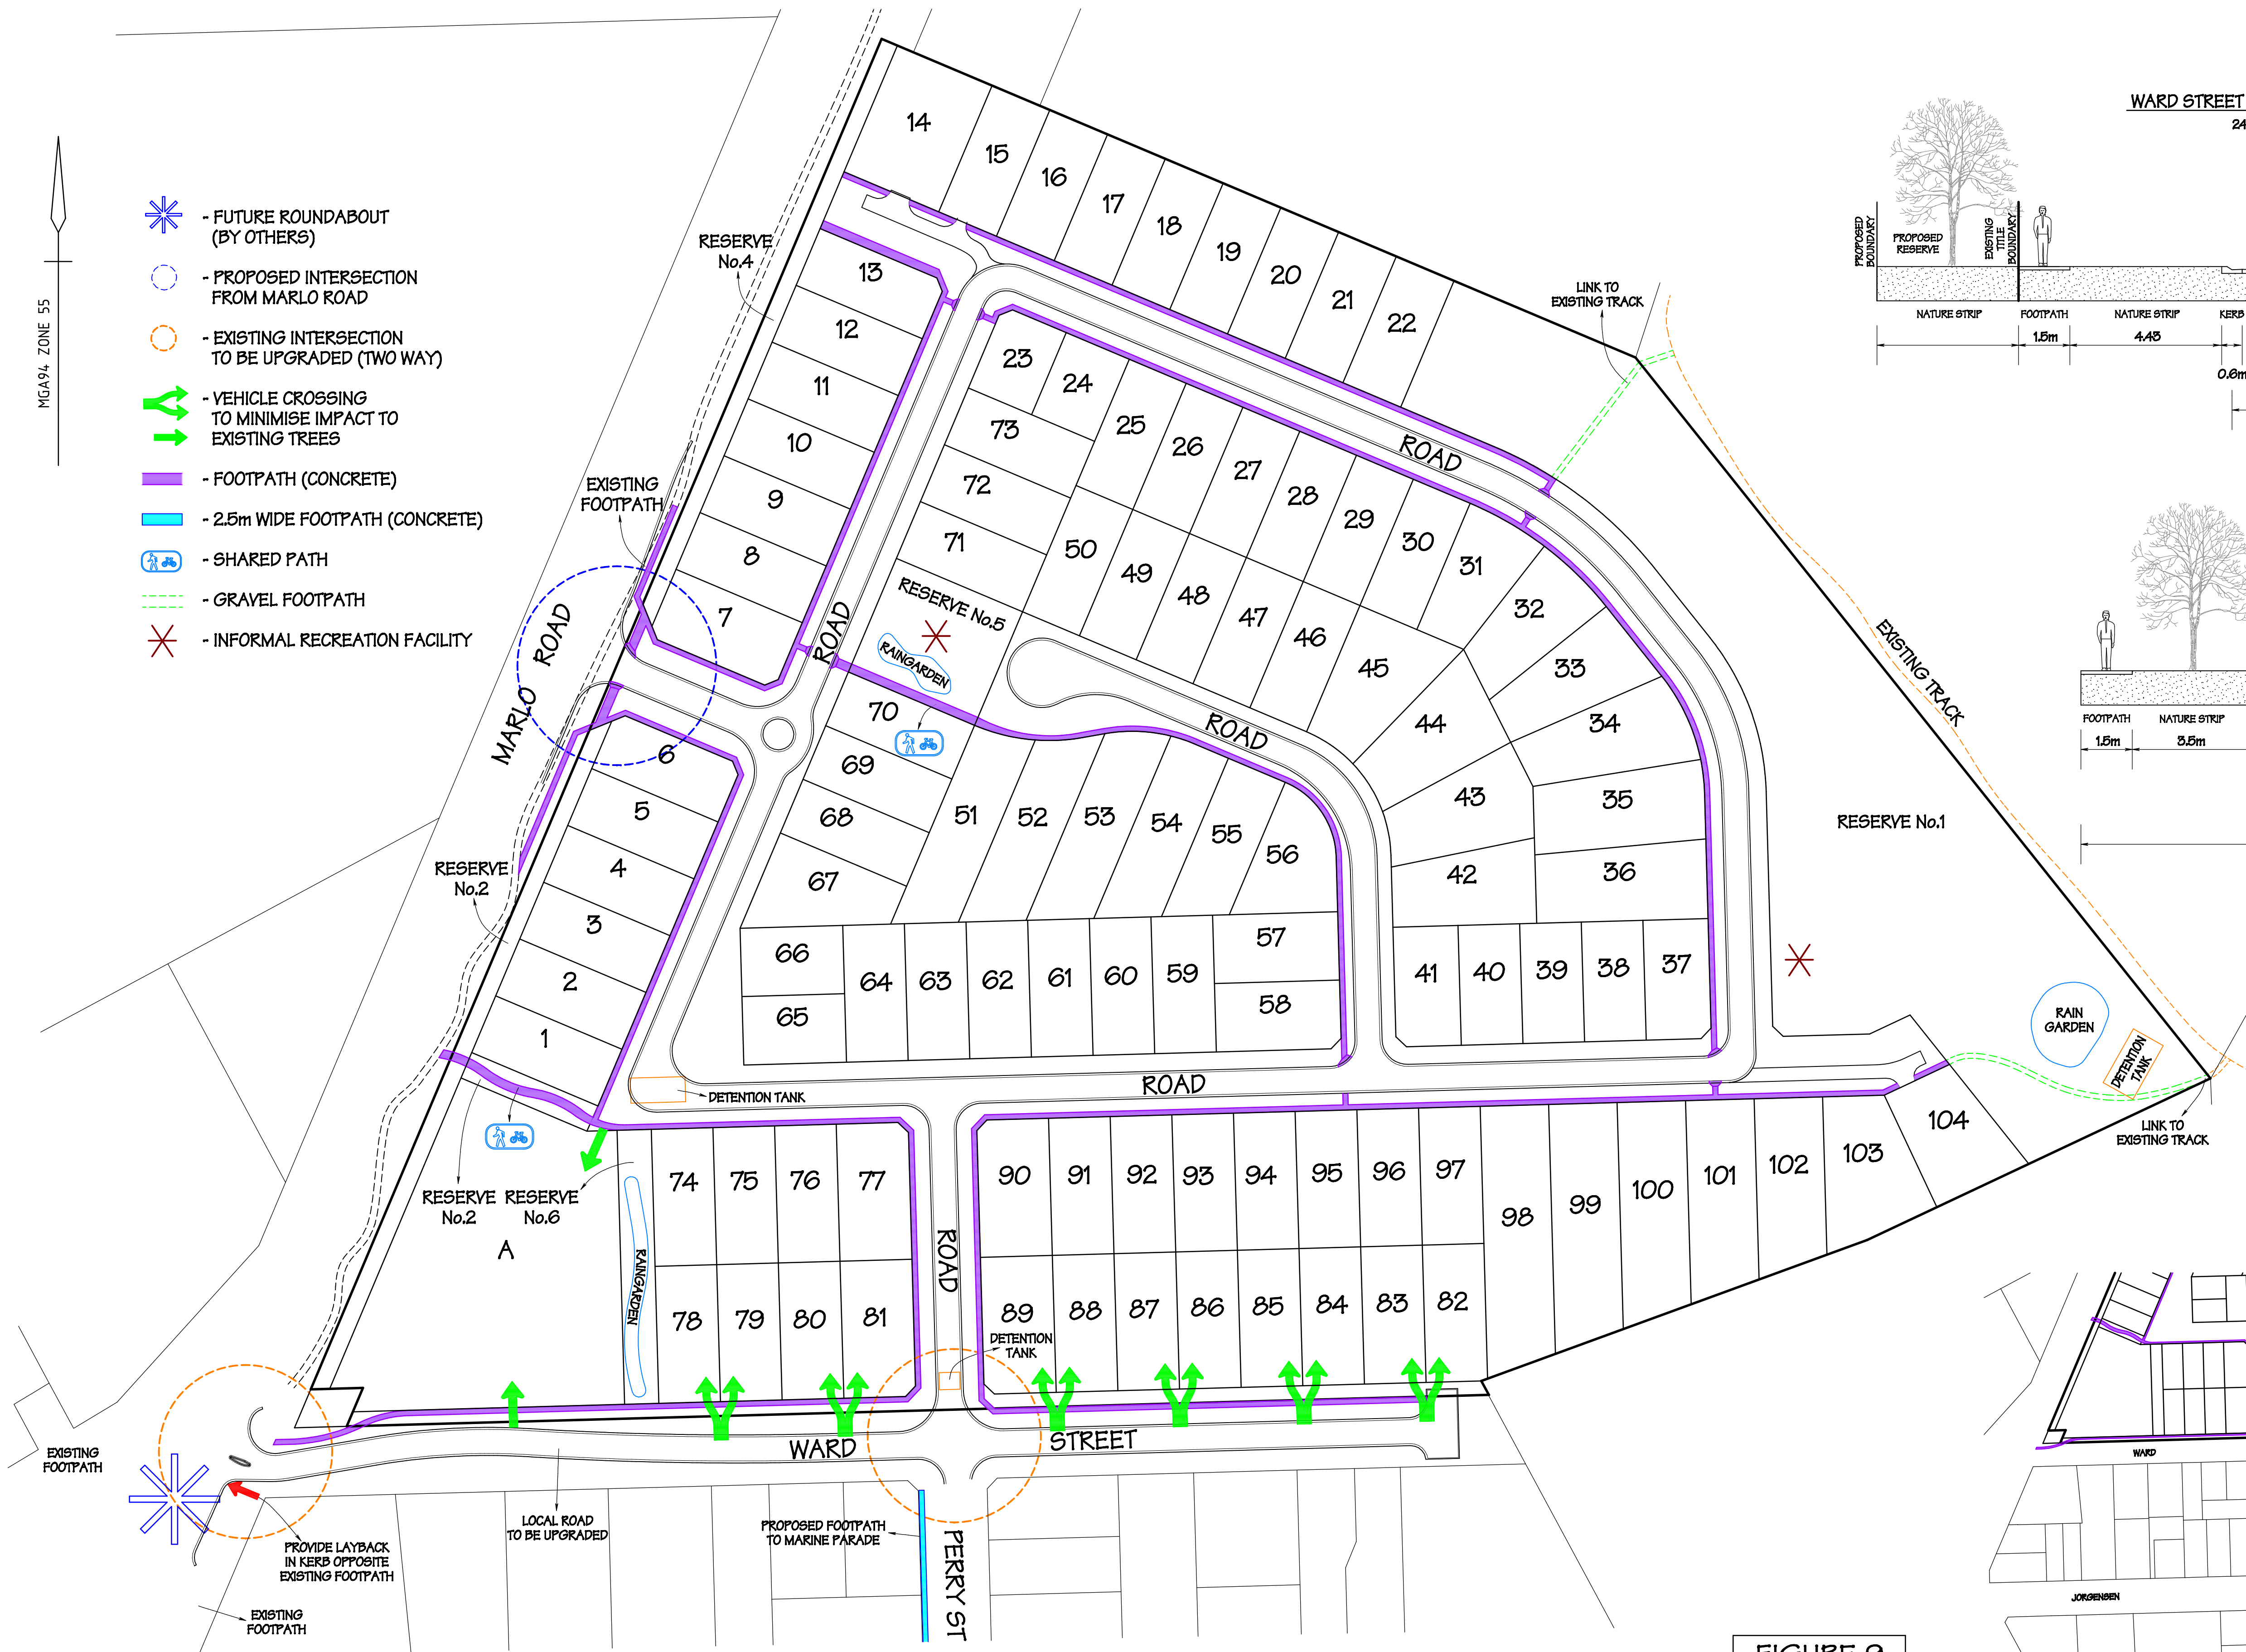 MGA94 ZONE 55
- FUTURE ROUNDABOUT
(BY OTHERS)
- PROPOSED INTERSECTION
FROM MARLO ROAD
- EXISTING INTERSECTION
TO BE UPGRADED (TWO WAY)
- VEHICLE CROSSING
TO MINIMISE IMPACT TO
EXISTING TREES
- FOOTPATH (CONCRETE)
- 2.5m WIDE FOOTPATH (CONCRETE)
- SHARED PATH
- GRAVEL FOOTPATH
- INFORMAL RECREATION FACILITY
WARD STREET
24
PROPOSED
BOUNDARY
PROPOSED
RESERVE
EXISTING
TITLE
BOUNDARY
NATURE STRIP
FOOTPATH
NATURE STRIP
KERB
1.5m
4.43
0.6m
FOOTPATH
NATURE STRIP
1.5m
3.5m
14
15
16
17
18
19
20
21
22
RESERVE
No.4
13
12
11
10
9
8
7
EXISTING
FOOTPATH
LINK TO
EXISTING TRACK
23
24
25
26
27
28
29
30
31
32
33
34
35
36
73
72
71
50
49
48
47
46
45
44
43
42
ROAD
ROAD
RESERVE No.5
RAINGARDEN
ROAD
EXISTING TRACK
RESERVE No.1
MARLO ROAD
6
5
4
3
2
1
RESERVE
No.2
70
69
68
67
51
52
53
54
55
56
66
65
64
63
62
61
60
59
57
58
41
40
39
38
37
RAIN
GARDEN
DETENTION
TANK
LINK TO
EXISTING TRACK
DETENTION TANK
ROAD
RESERVE
No.2
RESERVE
No.6
A
RAINGARDEN
74
75
76
77
78
79
80
81
ROAD
90
91
92
93
94
95
96
97
98
99
100
101
102
103
104
89
88
87
86
85
84
83
82
DETENTION
TANK
WARD STREET
EXISTING
FOOTPATH
PROVIDE LAYBACK
IN KERB OPPOSITE
EXISTING FOOTPATH
EXISTING
FOOTPATH
LOCAL ROAD
TO BE UPGRADED
PROPOSED FOOTPATH
TO MARINE PARADE
PERRY ST
WARD
JORGENSEN
FIGURE 9